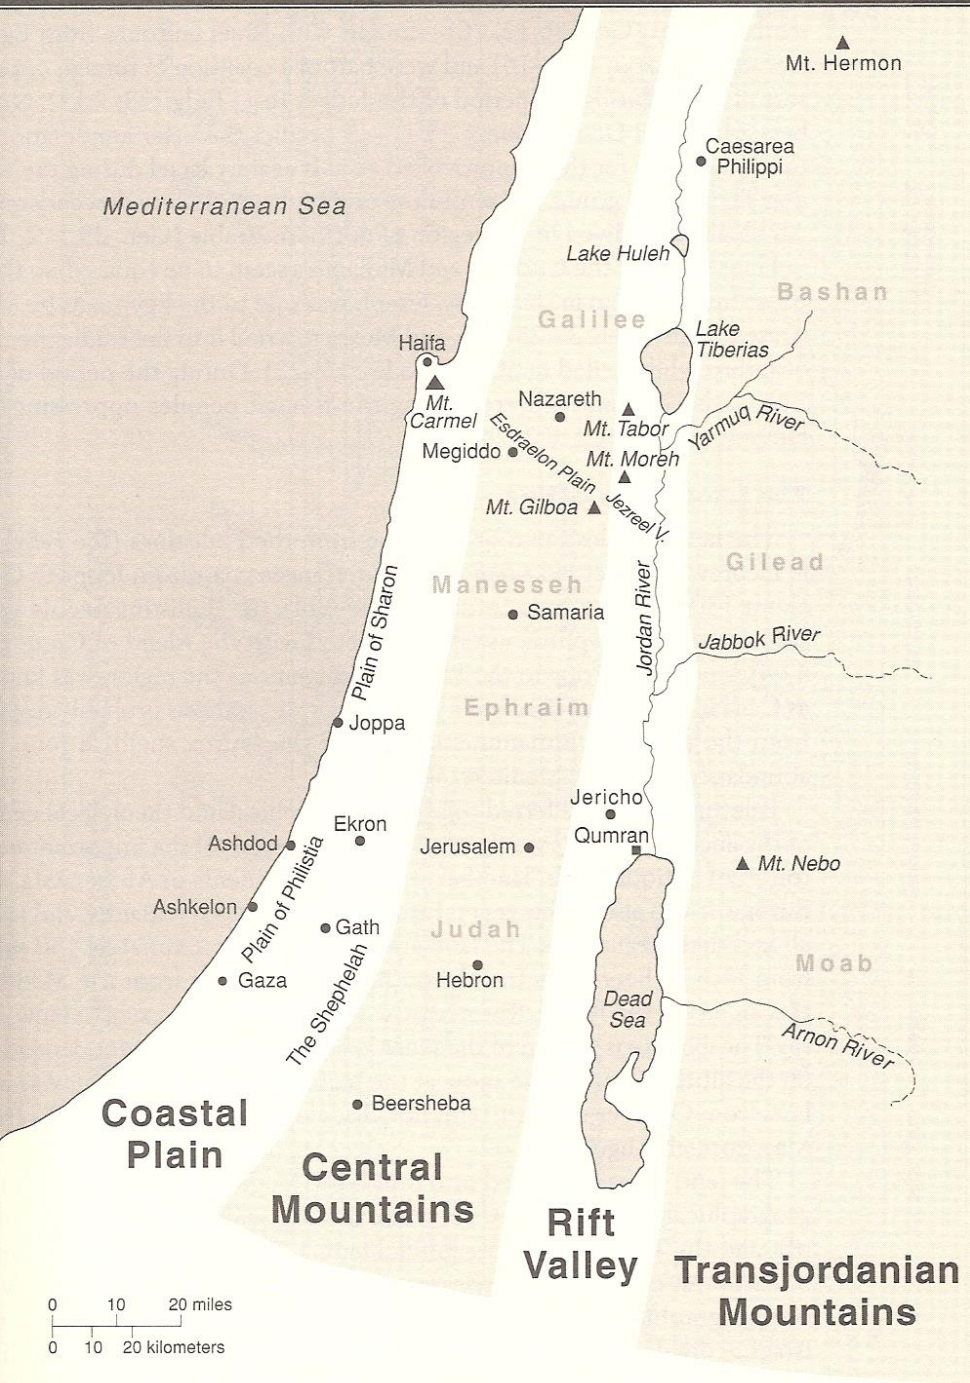 Mt. Hermon
Caesarea
Philippi
Mediterranean Sea
Lake Huleh
Bashan
Galilee
Lake
Tiberias
Haifa
Mt.
Carmel
Nazareth
Mt. Tabor
Yarmuq River
Esdraelon Plain
Megiddo
Mt. Moreh
Mt. Gilboa
Jezreel V.
Gilead
Manesseh
Plain of Sharon
Jordan River
Samaria
Jabbok River
Ephraim
Joppa
Jericho
Ekron
Qumran
Ashdod
Jerusalem
Mt. Nebo
Plain of Philistia
Ashkelon
Gath
Judah
Moab
Gaza
Hebron
The Shephelah
Dead
Sea
Arnon River
Beersheba
Coastal
Plain
Central
Mountains
Rift
Valley
Transjordanian
Mountains
0 10 20 miles
0 10 20 kilometers